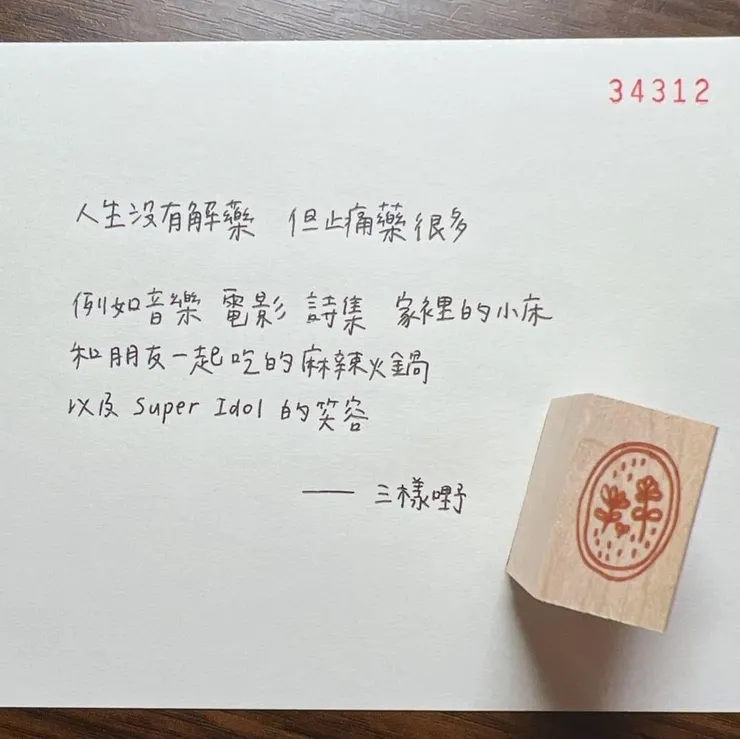 34312
人生沒有解藥 但止痛藥很多
例如音樂 電影 詩集 家裡的小床
和朋友一起吃的麻辣火鍋
以及 Super Idol 的笑容
—— 三樣嘢